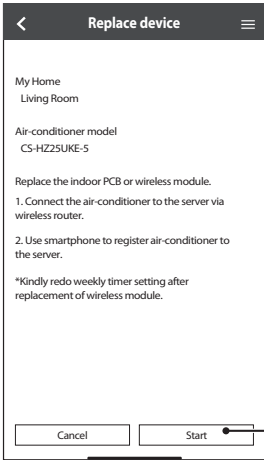 Replace device
My Home
Living Room
Air-conditioner model
CS-HZ25UKE-5
Replace the indoor PCB or wireless module.
1. Connect the air-conditioner to the server via
wireless router.
2. Use smartphone to register air-conditioner to
the server.
*Kindly redo weekly timer setting after
replacement of wireless module.
Cancel Start